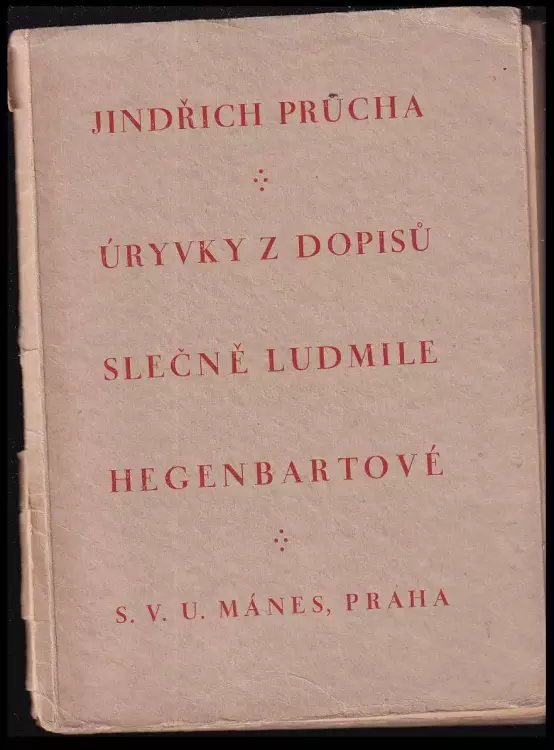 JINDŘICH PRŮCHA
ÚRYVKY Z DOPISŮ
SLEČNĚ LUDMILE
HEGENBARTOVÉ
S. V. U. MÁNES, PRAHA